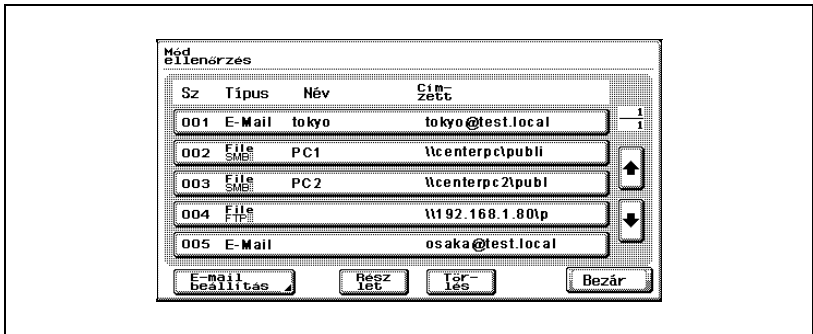 Mód
ellenőrzés
Sz Típus Név Cím-
zett
1
1
001 E-Mail tokyo tokyo@test.local
002 File
SMB PC1 \\centerpc\publi
003 File
SMB PC2 \\centerpc2\publ
004 File
FTP \\192.168.1.80\p
005 E-Mail osaka@test.local
E-mail
beállítás
Rész
let
Tör-
lés
Bezár